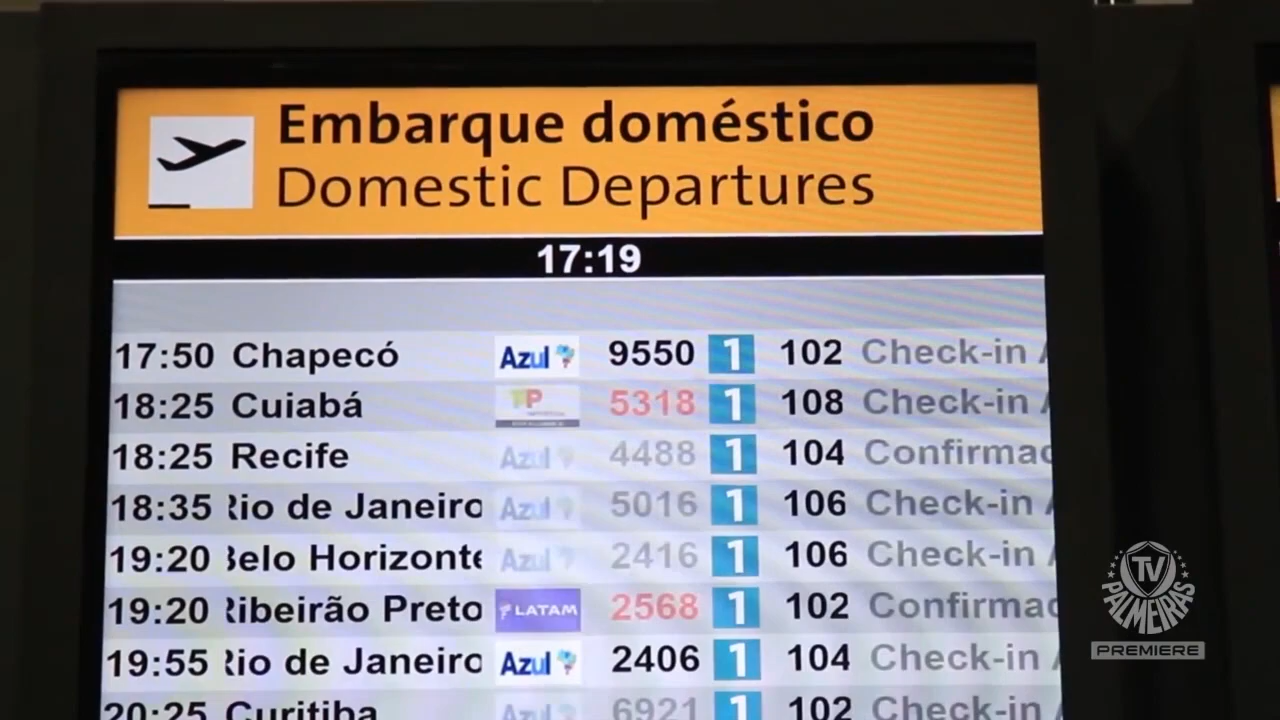 Embarque doméstico
Domestic Departures
17:19
17:50 Chapecó Azul 9550 1 102 Check-in
18:25 Cuiabá TP 5318 1 108 Check-in
18:25 Recife Azul 4488 1 104 Confirmad
18:35 Rio de Janeiro Azul 5016 1 106 Check-in
19:20 Belo Horizonte Azul 2416 1 106 Check-in
19:20 Ribeirão Preto LATAM 2568 1 102 Confirmad
19:55 Rio de Janeiro Azul 2406 1 104 Check-in
20:25 Curitiba Azul 6921 1 102 Check-in
TV
PALMEIRAS
PREMIERE